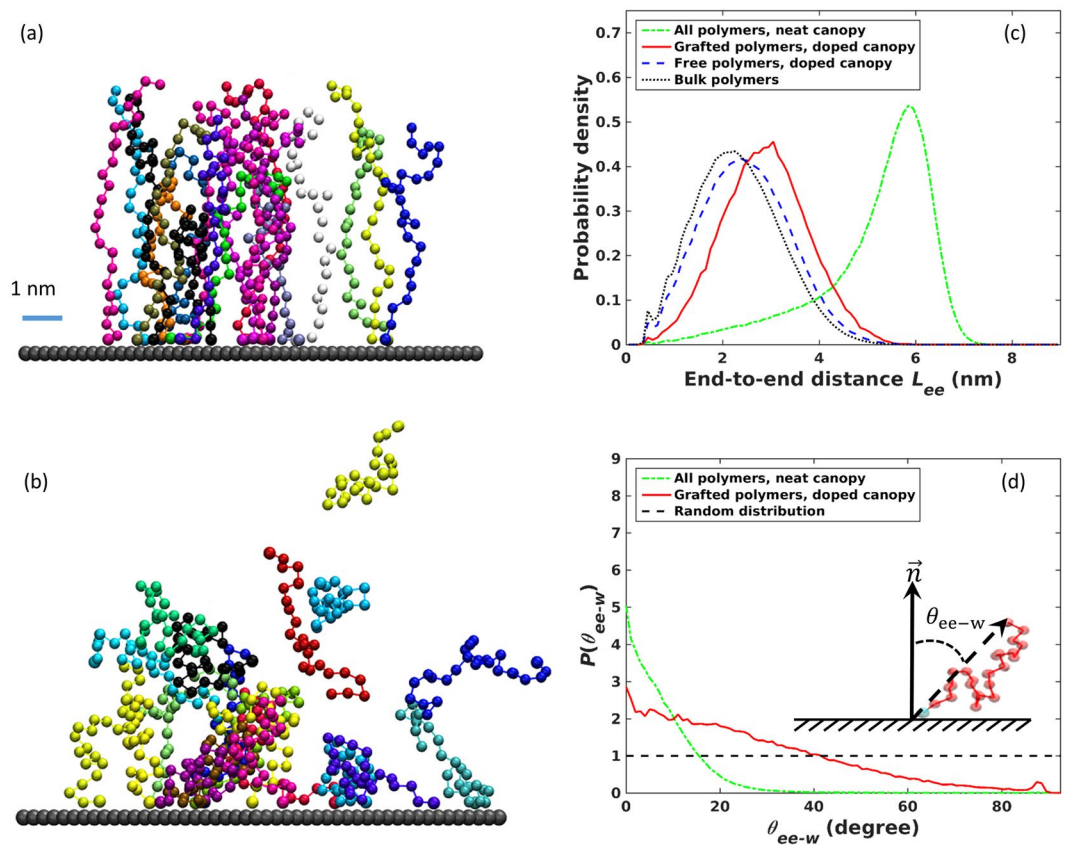 (a)
1 nm
(b)
(c)
0.7
0.6
0.5
0.4
0.3
0.2
0.1
0
Probability density
All polymers, neat canopy
Grafted polymers, doped canopy
Free polymers, doped canopy
Bulk polymers
0 2 4 6 8
End-to-end distance L_ee (nm)
(d)
9
8
7
6
5
4
3
2
1
0
P(θ_ee-w)
All polymers, neat canopy
Grafted polymers, doped canopy
Random distribution
n⃗
θ_ee−w
0 20 40 60 80
θ_ee-w (degree)